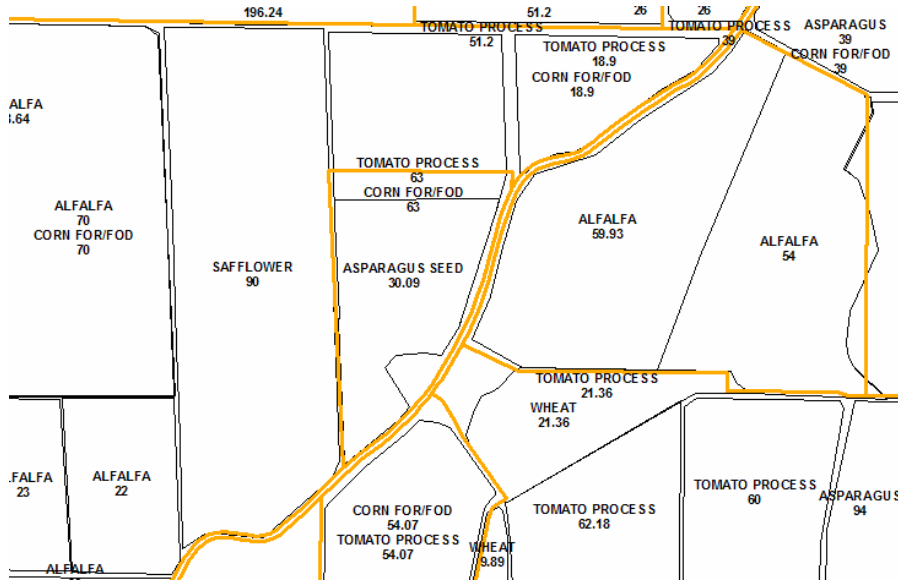 196.24
51.2
26
26
TOMATO PROCESS
51.2
TOMATO PROCESS
39
ASPARAGUS
39
CORN FOR/FOD
39
TOMATO PROCESS
18.9
CORN FOR/FOD
18.9
ALFA
.64
TOMATO PROCESS
63
CORN FOR/FOD
63
ALFALFA
70
CORN FOR/FOD
70
SAFFLOWER
90
ASPARAGUS SEED
30.09
ALFALFA
59.93
ALFALFA
54
TOMATO PROCESS
21.36
WHEAT
21.36
LFALFA
23
ALFALFA
22
CORN FOR/FOD
54.07
TOMATO PROCESS
54.07
WHEAT
9.89
TOMATO PROCESS
62.18
TOMATO PROCESS
60
ASPARAGUS
94
ALFALFA